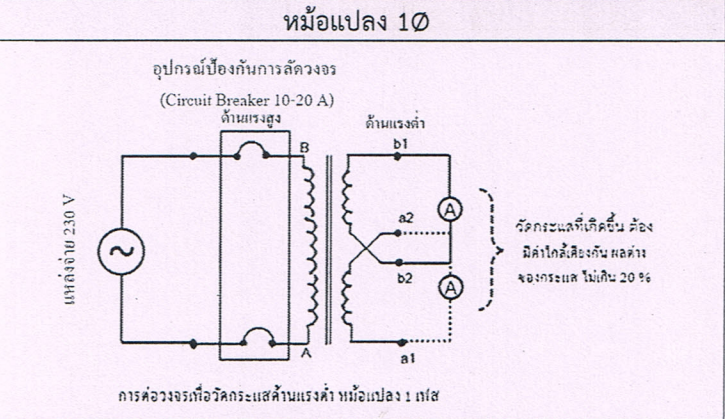 หม้อแปลง 1Ø
อุปกรณ์ป้องกันการลัดวงจร
(Circuit Breaker 10-20 A)
ด้านแรงสูง
ด้านแรงต่ำ
B
b1
A
a2
b2
A
A
a1
แหล่งจ่าย 230 V
วัดกระแสที่เกิดขึ้น ต้อง
มีค่าใกล้เคียงกัน ผลต่าง
ของกระแส ไม่เกิน 20 %
การต่อวงจรเพื่อวัดกระแสด้านแรงต่ำ หม้อแปลง 1 เฟส